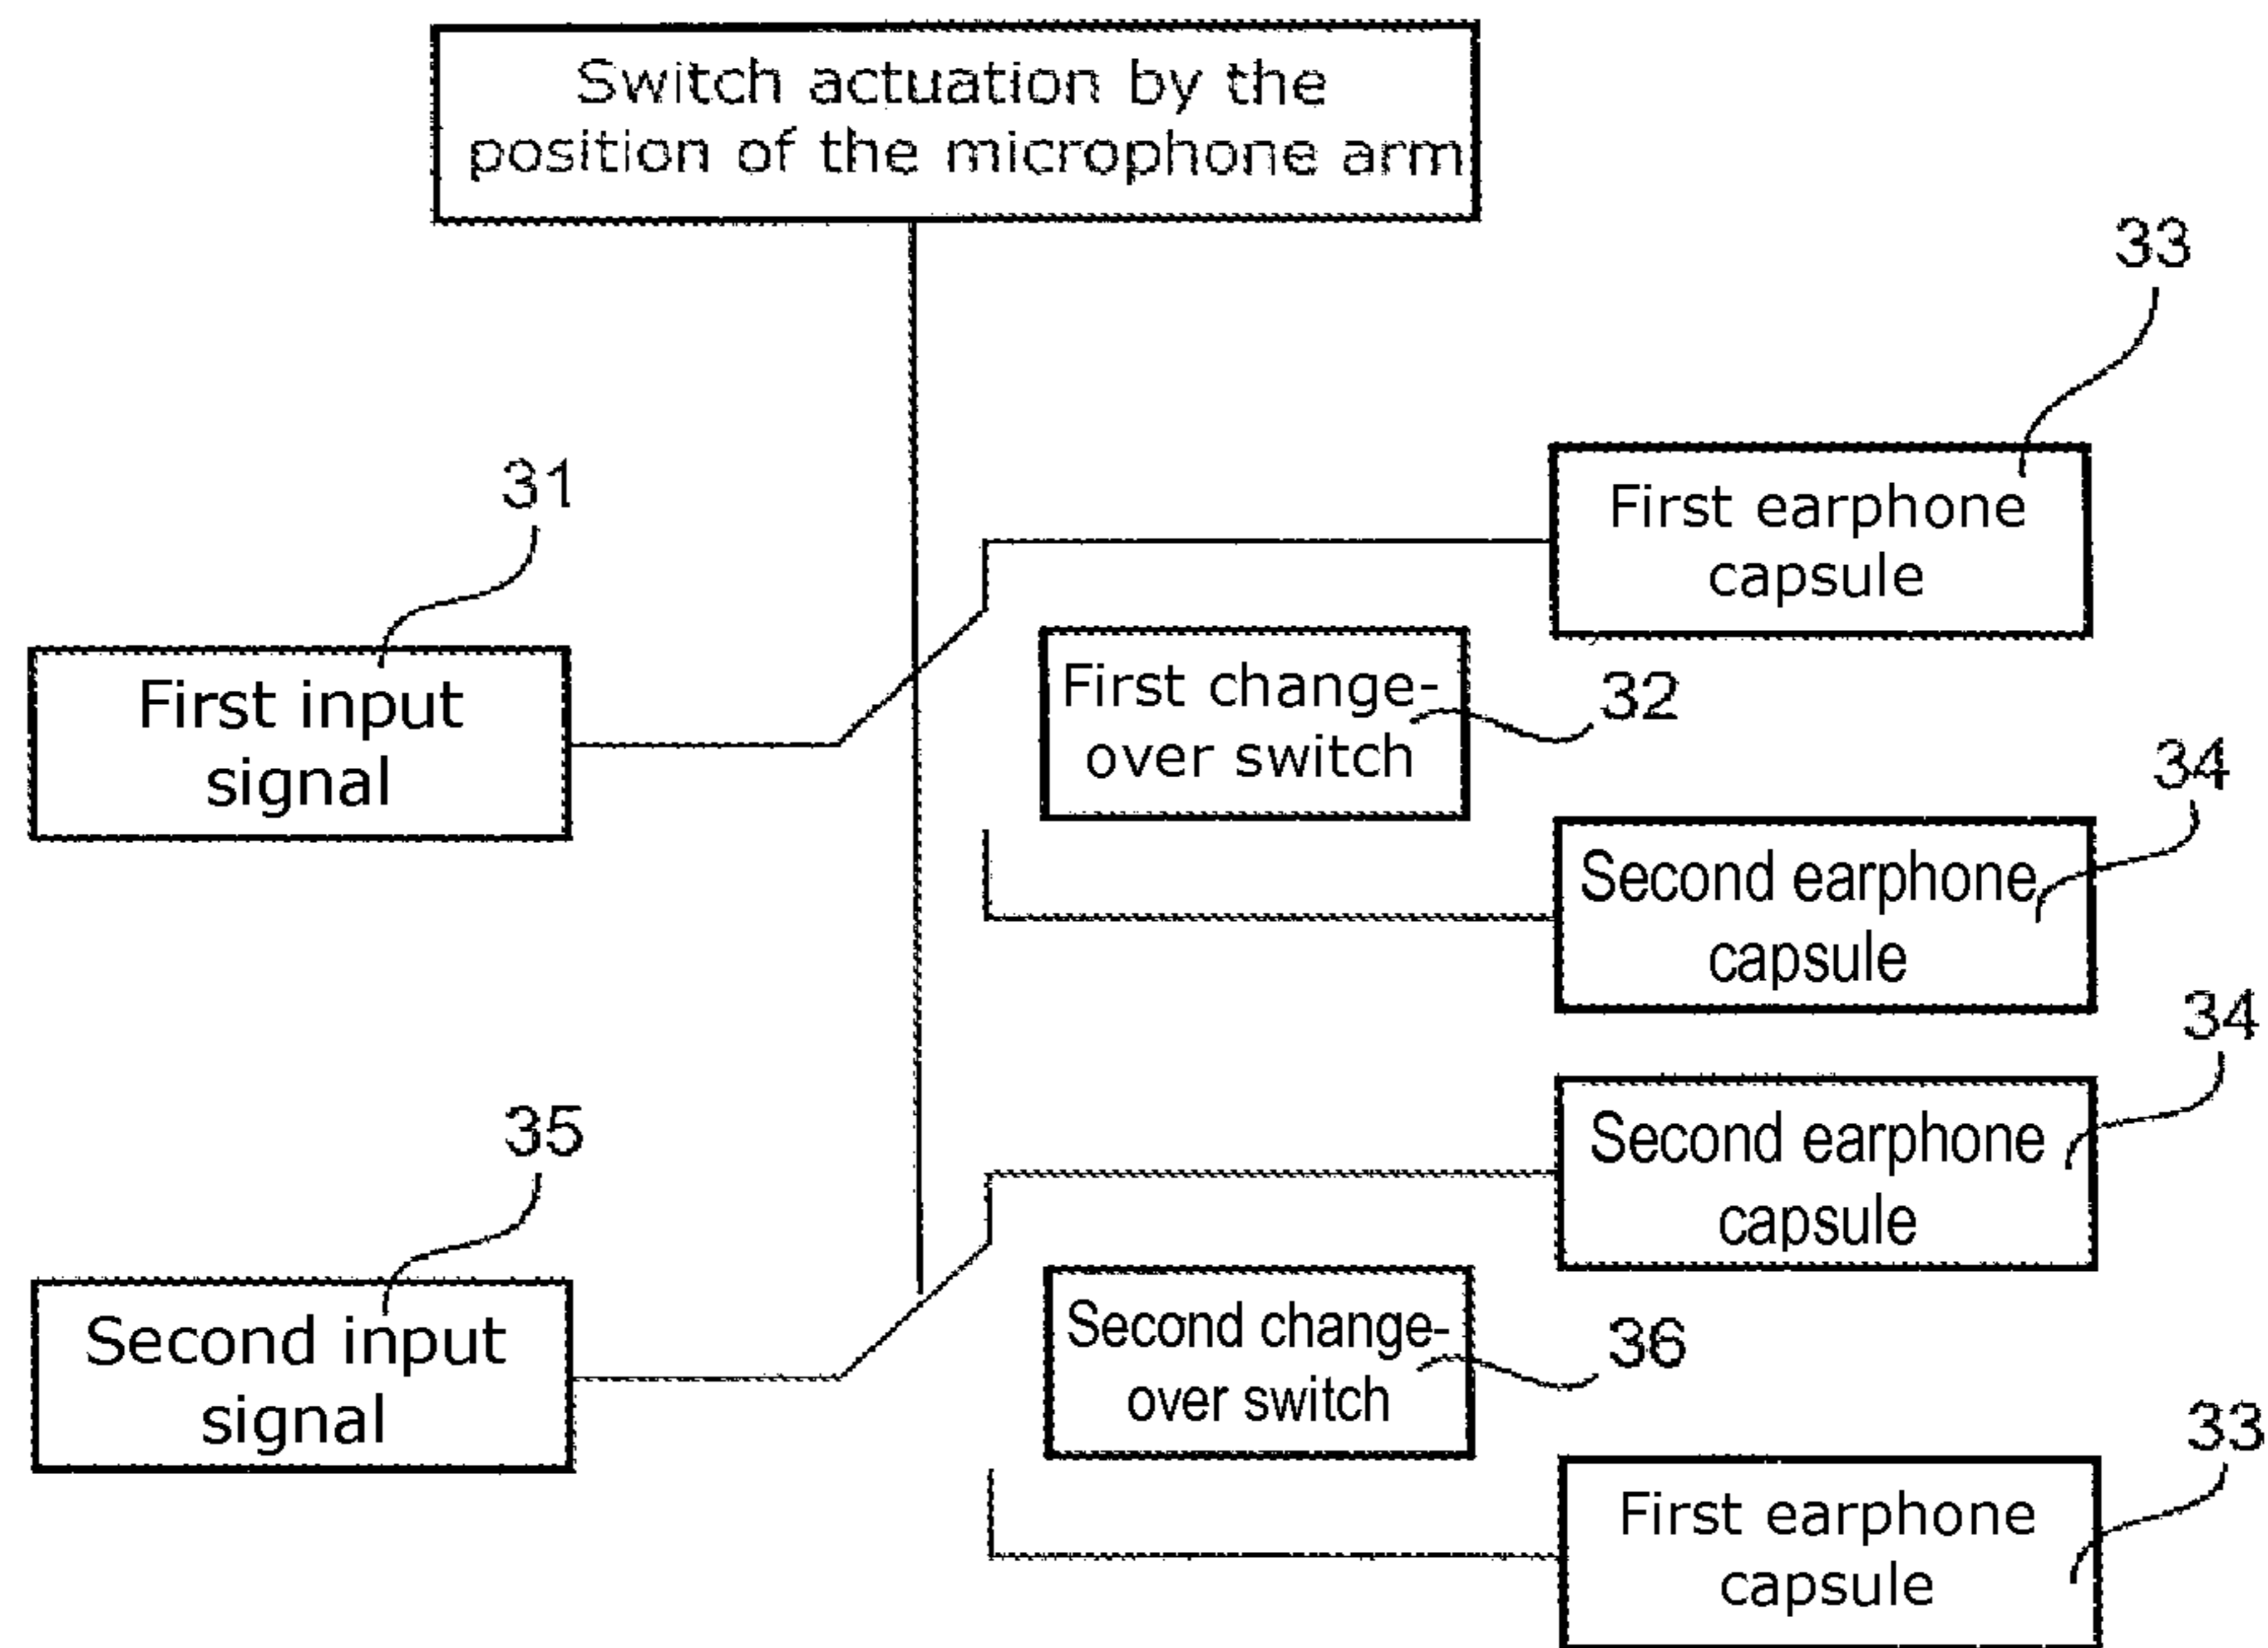 Switch actuation by the
position of the microphone arm
33
31
First earphone
capsule
First input
signal
First change-
over switch
32
34
Second earphone
capsule
34
35
Second earphone
capsule
Second input
signal
Second change-
over switch
36
33
First earphone
capsule